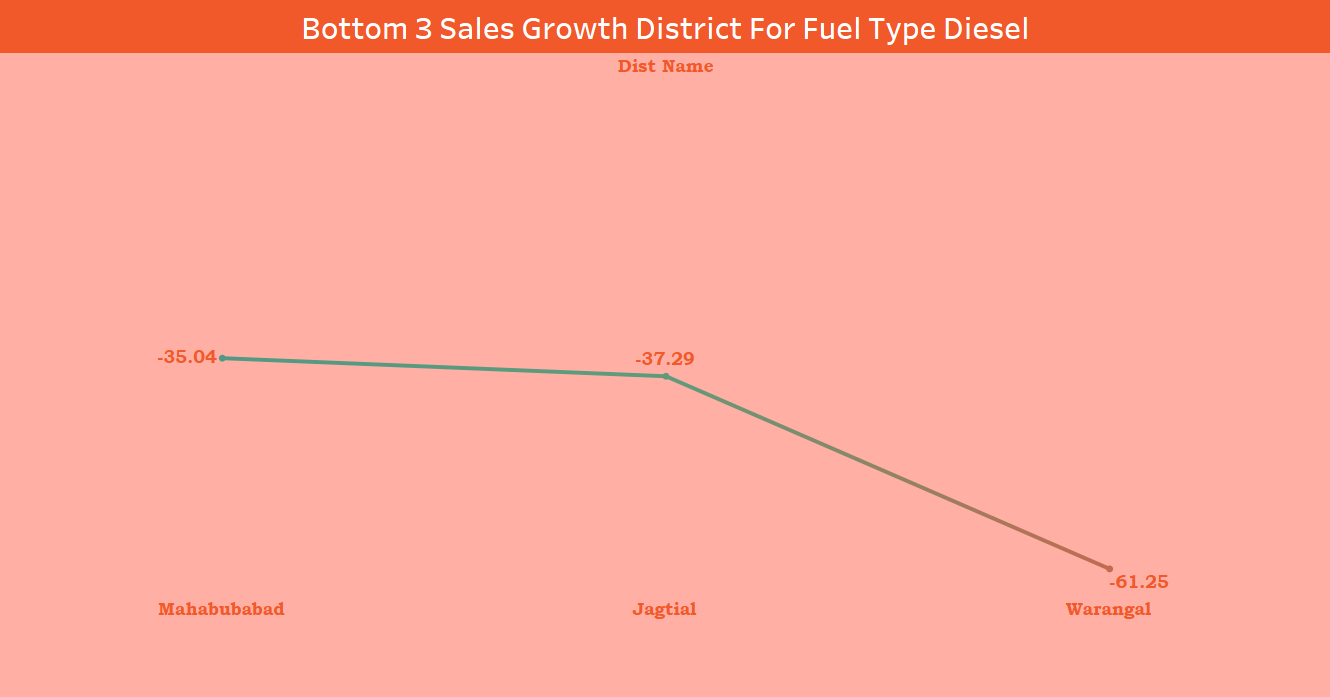 Bottom 3 Sales Growth District For Fuel Type Diesel
Dist Name
-35.04
-37.29
-61.25
Mahabubabad
Jagtial
Warangal